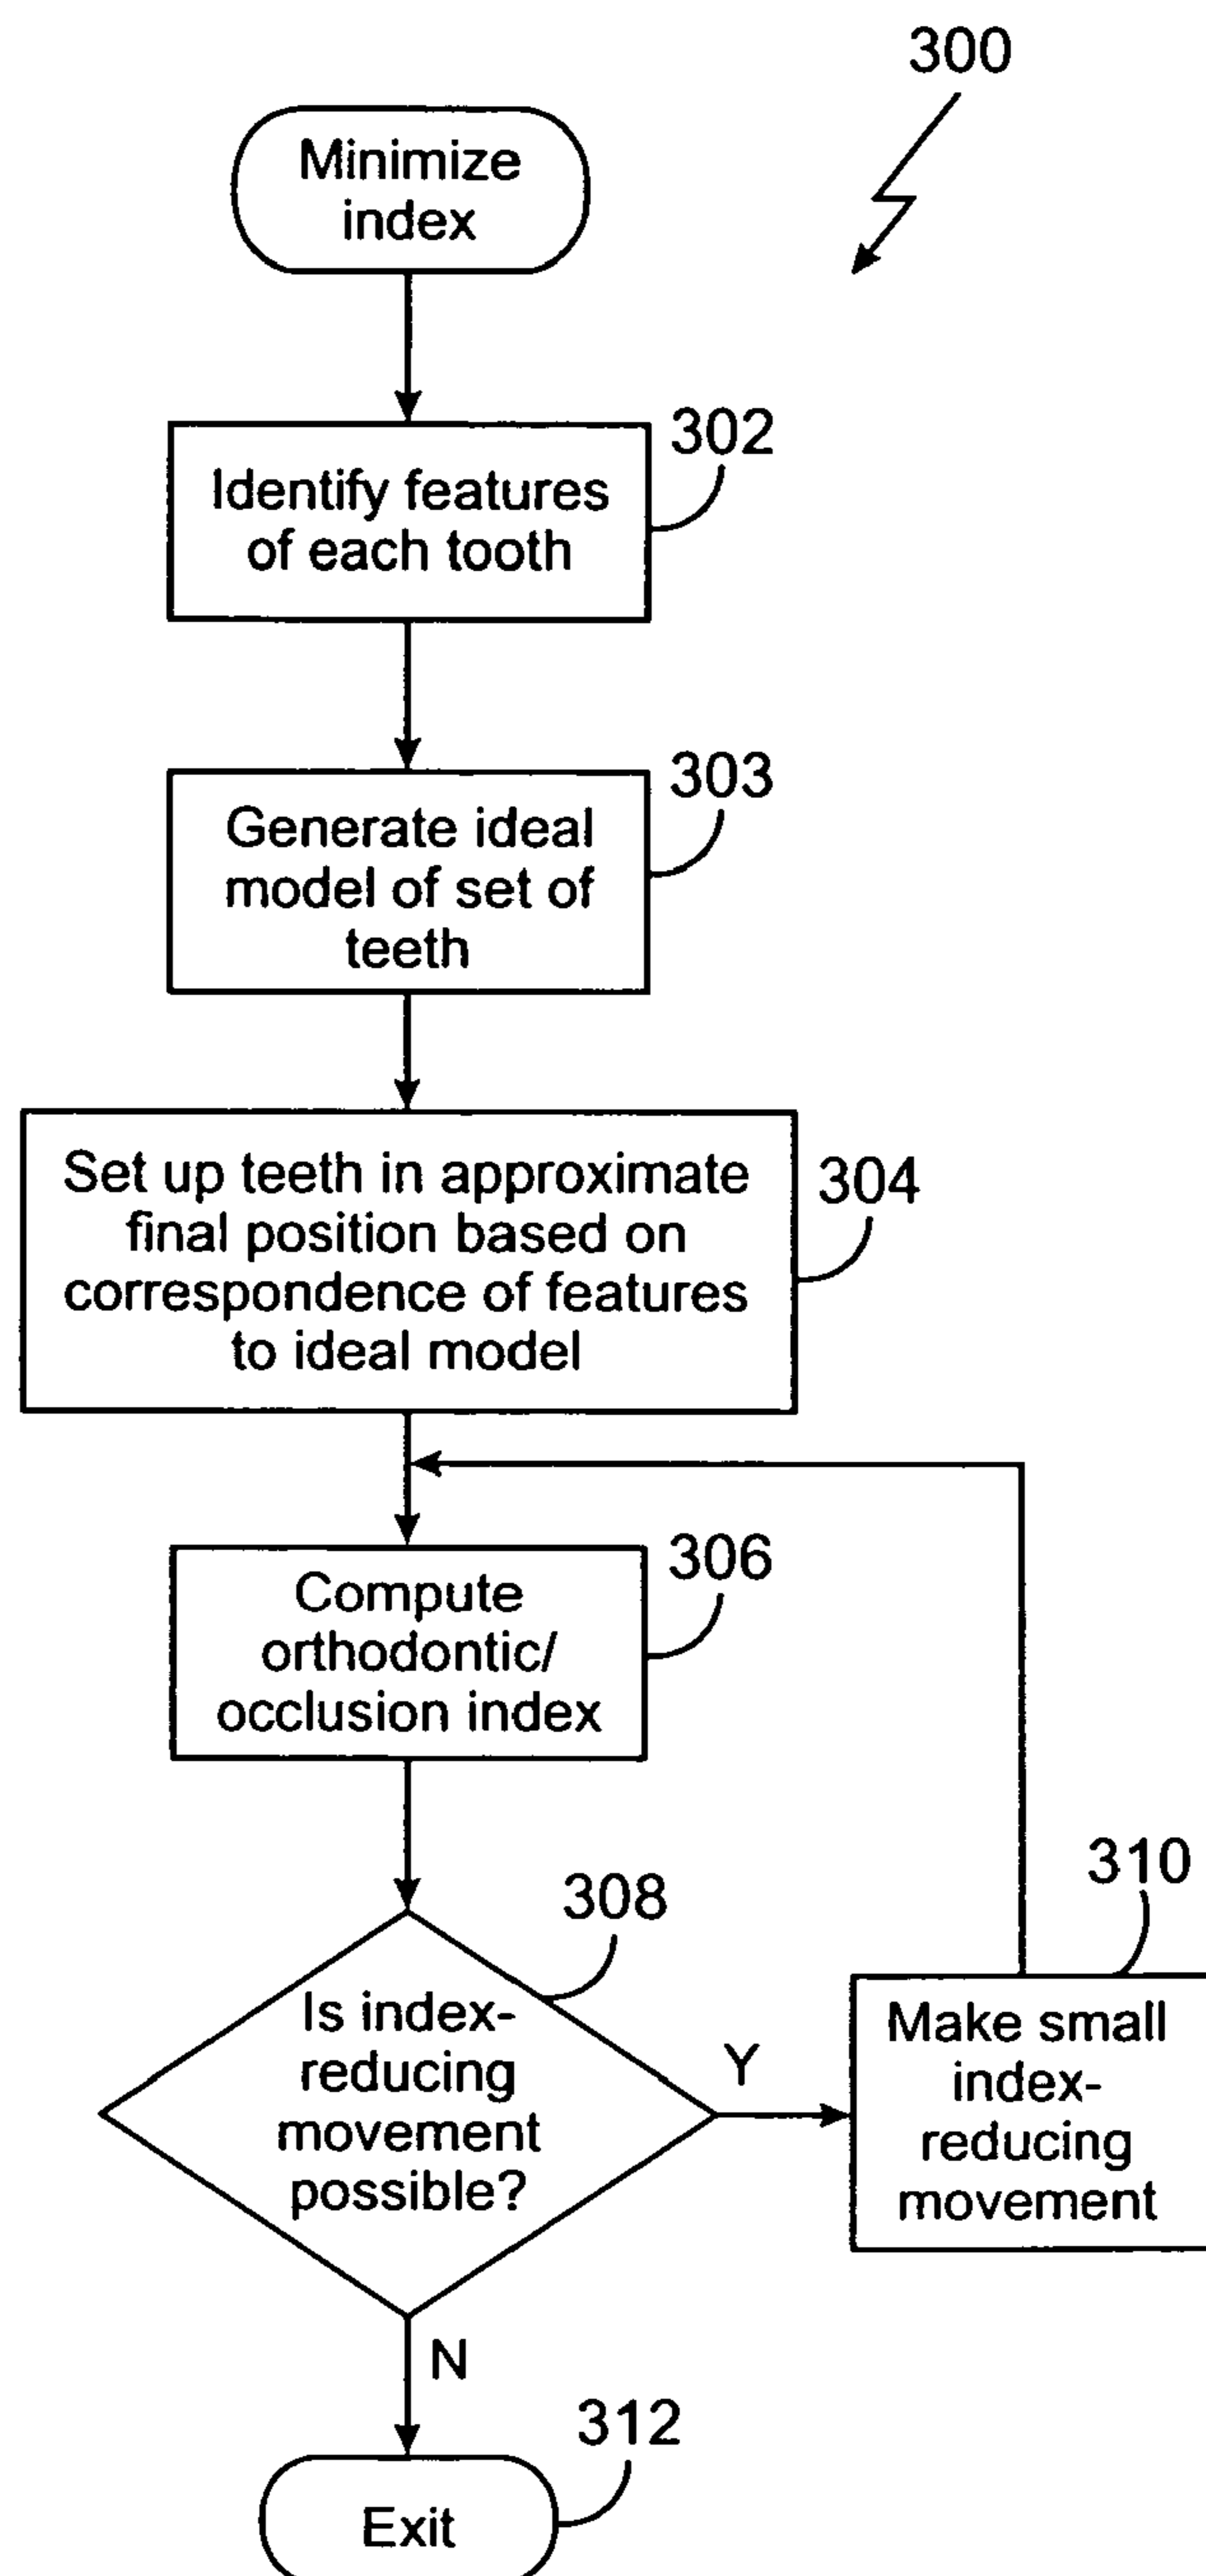 300
Minimize
index
302
Identify features
of each tooth
303
Generate ideal
model of set of
teeth
304
Set up teeth in approximate
final position based on
correspondence of features
to ideal model
306
Compute
orthodontic/
occlusion index
308
Is index-
reducing
movement
possible?
Y
310
Make small
index-
reducing
movement
N
312
Exit